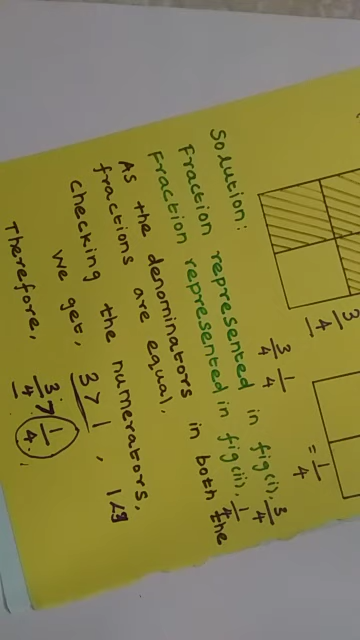 3/4
= 1/4
3/4 1/4
Solution:
Fraction represented in fig(i), 3/4
Fraction represented in fig(ii), 1/4
As the denominators in both the
fractions are equal,
checking the numerators,
we get, 3 > 1,
Therefore, 3/4 > 1/4.